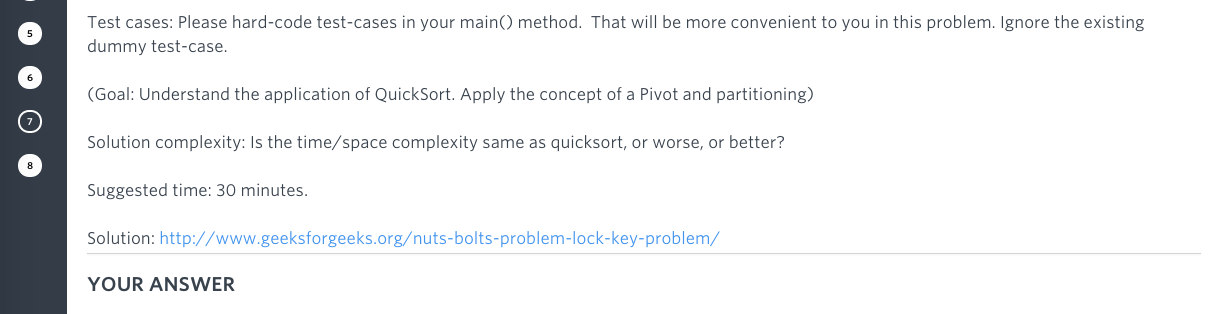 Test cases: Please hard-code test-cases in your main() method.  That will be more convenient to you in this problem. Ignore the existing
dummy test-case.
(Goal: Understand the application of QuickSort. Apply the concept of a Pivot and partitioning)
Solution complexity: Is the time/space complexity same as quicksort, or worse, or better?
Suggested time: 30 minutes.
Solution: http://www.geeksforgeeks.org/nuts-bolts-problem-lock-key-problem/
YOUR ANSWER
5
6
7
8